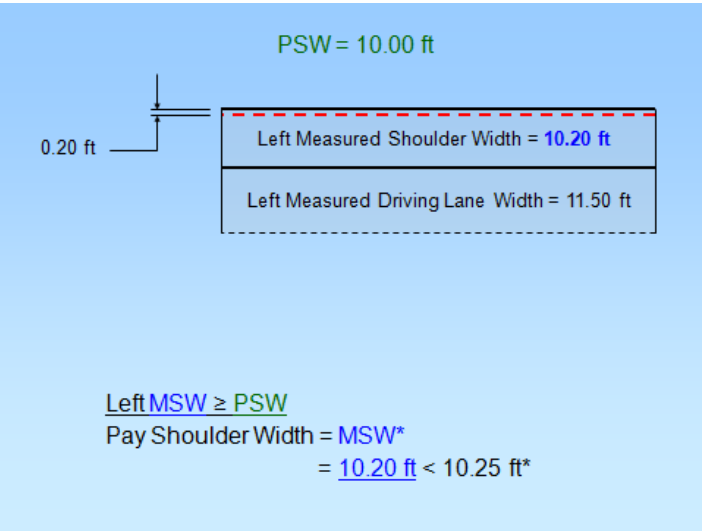 PSW = 10.00 ft
0.20 ft
Left Measured Shoulder Width = 10.20 ft
Left Measured Driving Lane Width = 11.50 ft
Left MSW ≥ PSW
Pay Shoulder Width = MSW*
= 10.20 ft < 10.25 ft*